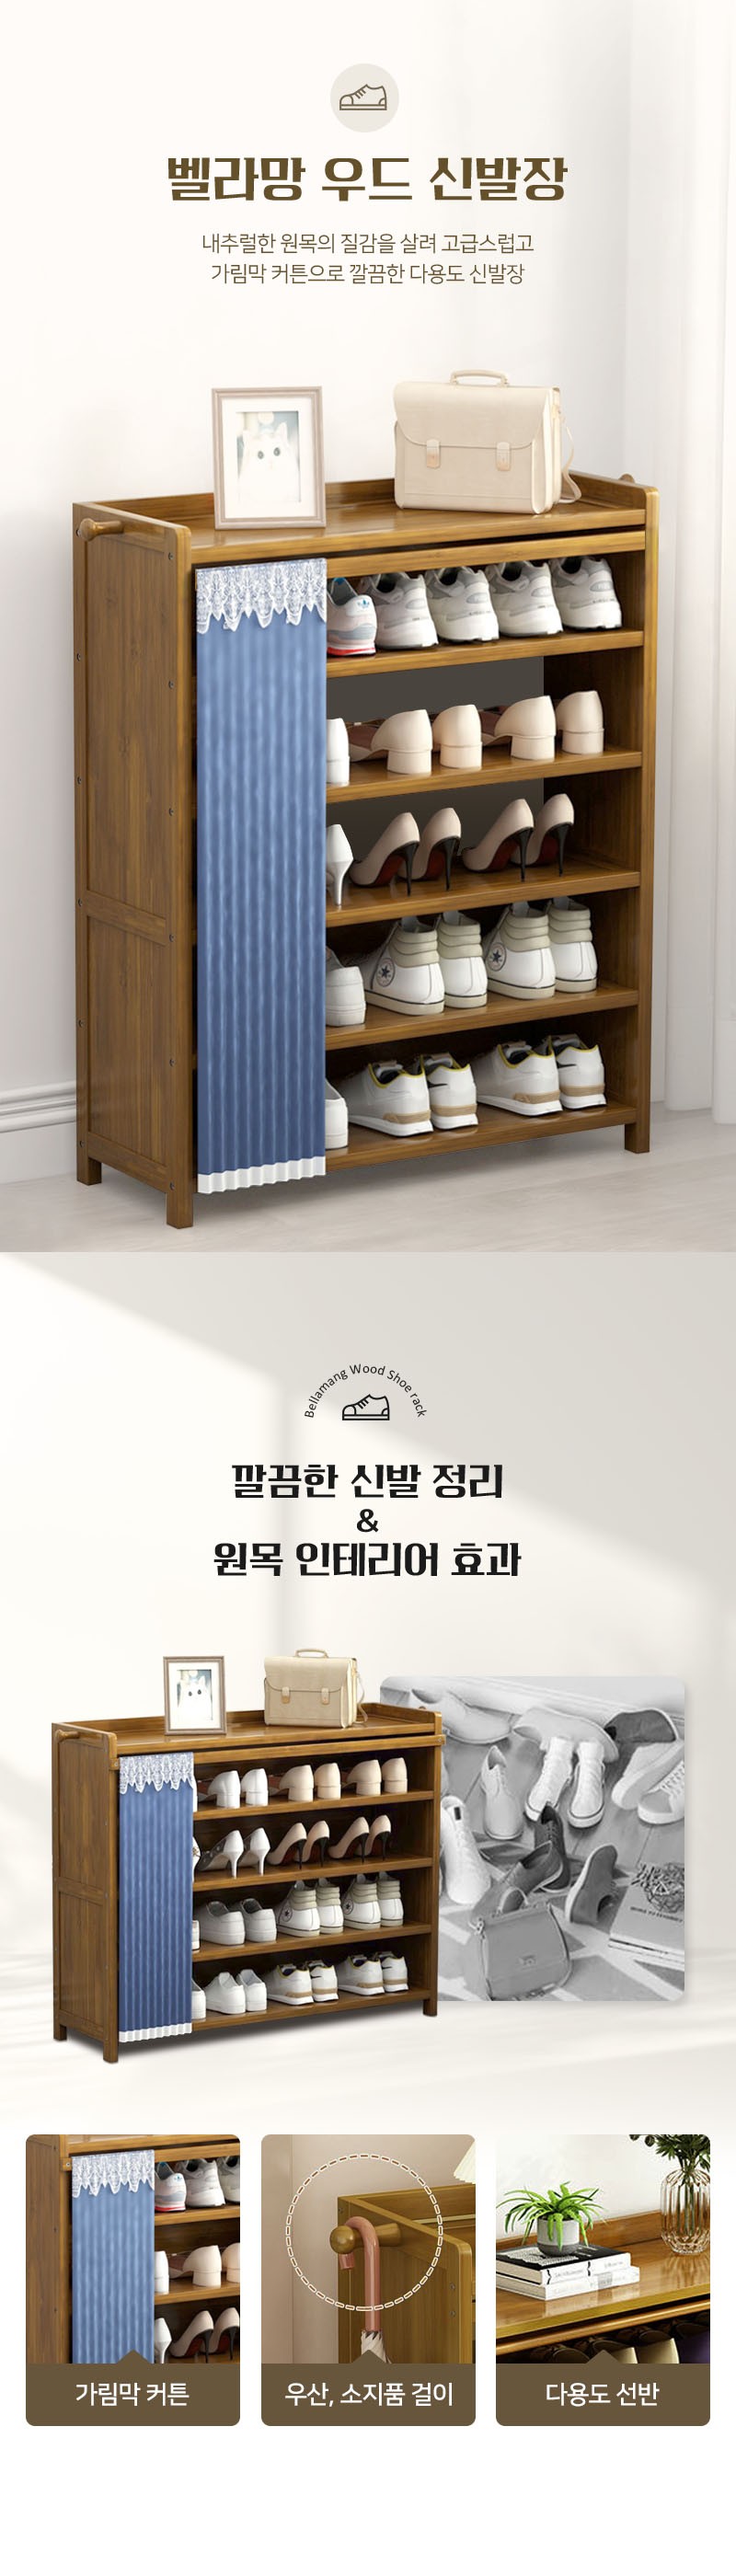 벨라망 우드 신발장
내추럴한 원목의 질감을 살려 고급스럽고
가림막 커튼으로 깔끔한 다용도 신발장
Bellamang Wood Shoe rack
깔끔한 신발 정리
&
원목 인테리어 효과
가림막 커튼
우산, 소지품 걸이
다용도 선반